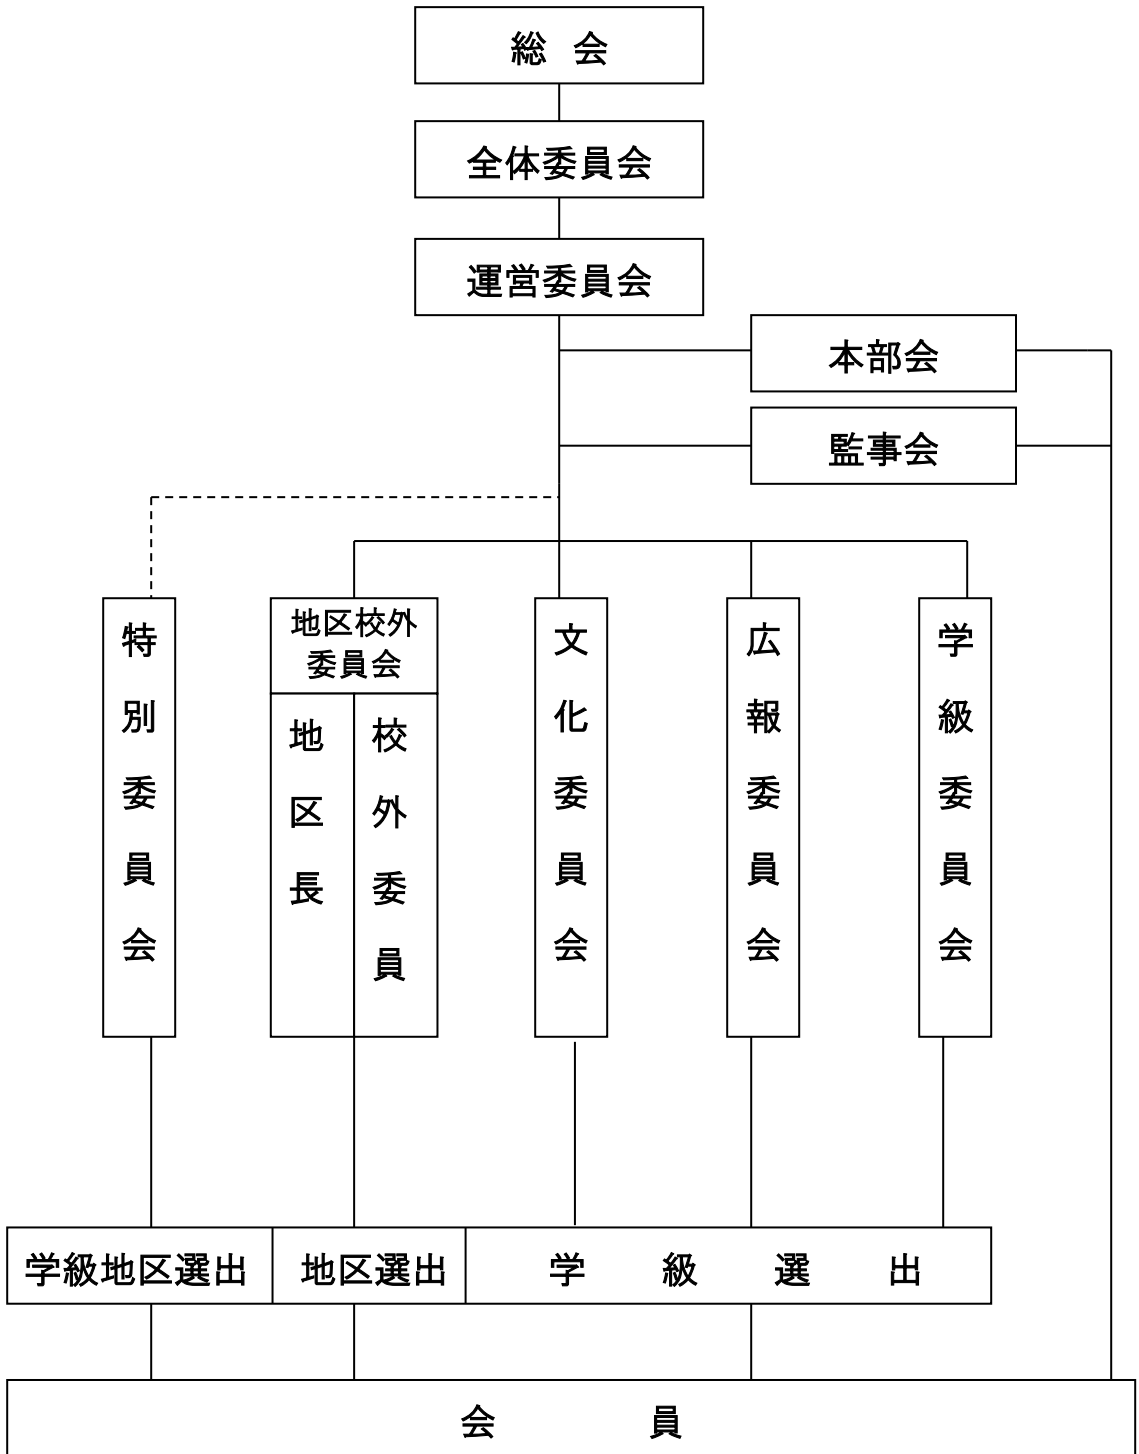 総 会
全体委員会
運営委員会
本部会
監事会
特別委員会
地区校外
委員会
地区長
校外委員
文化委員会
広報委員会
学級委員会
学級地区選出
地区選出
学 級 選 出
会 員